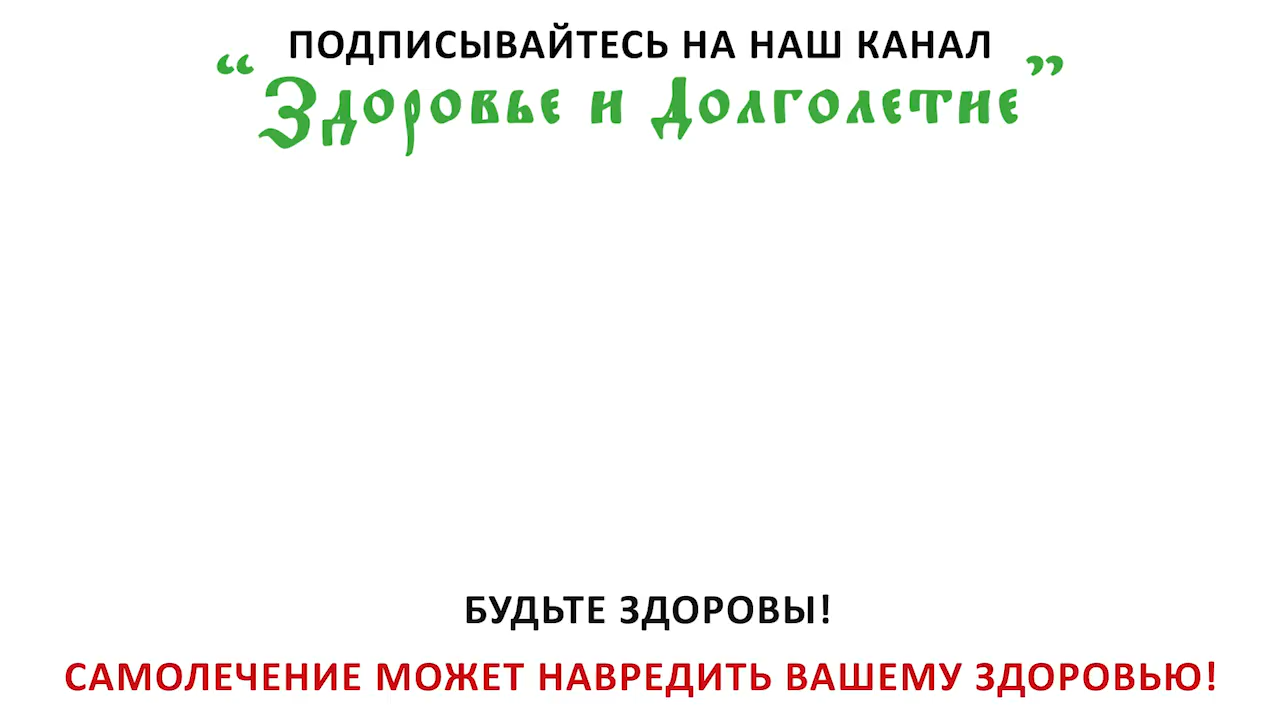 ПОДПИСЫВАЙТЕСЬ НА НАШ КАНАЛ
“Здоровье и Долголетие”
БУДЬТЕ ЗДОРОВЫ!
САМОЛЕЧЕНИЕ МОЖЕТ НАВРЕДИТЬ ВАШЕМУ ЗДОРОВЬЮ!